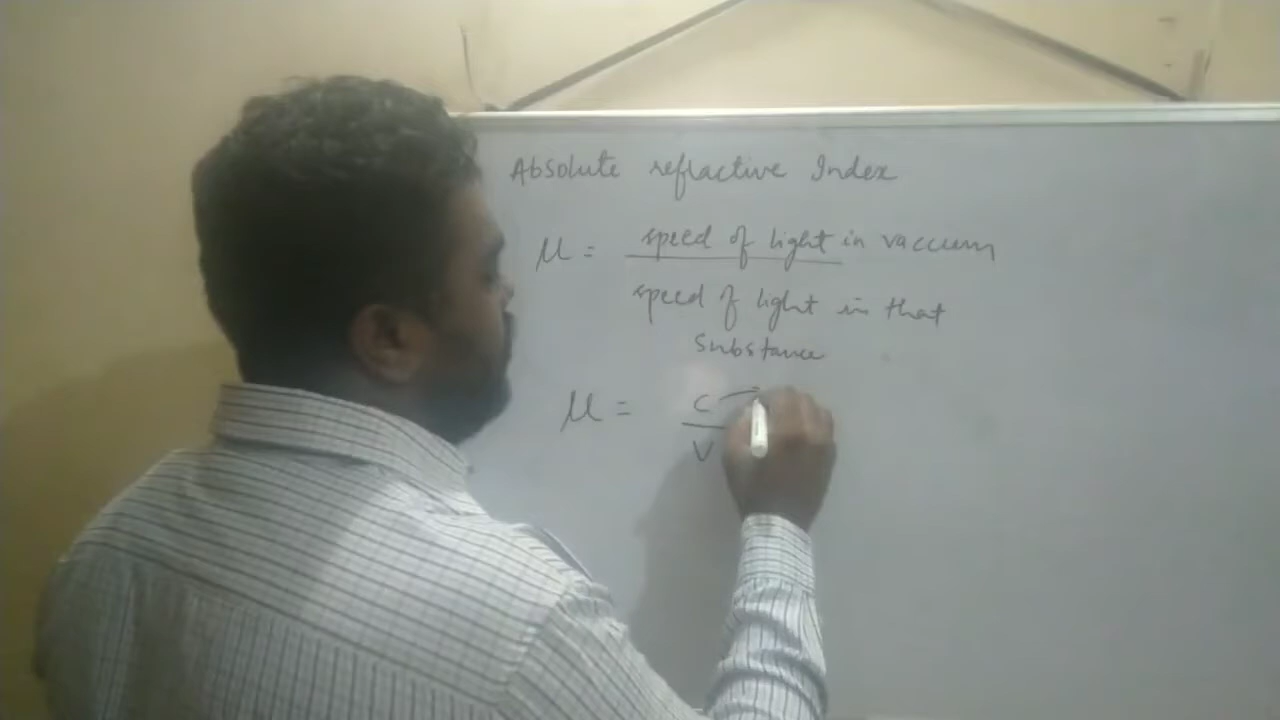 Absolute refractive Index
μ = speed of light in vaccum
speed of light in that
substance
μ = c
v